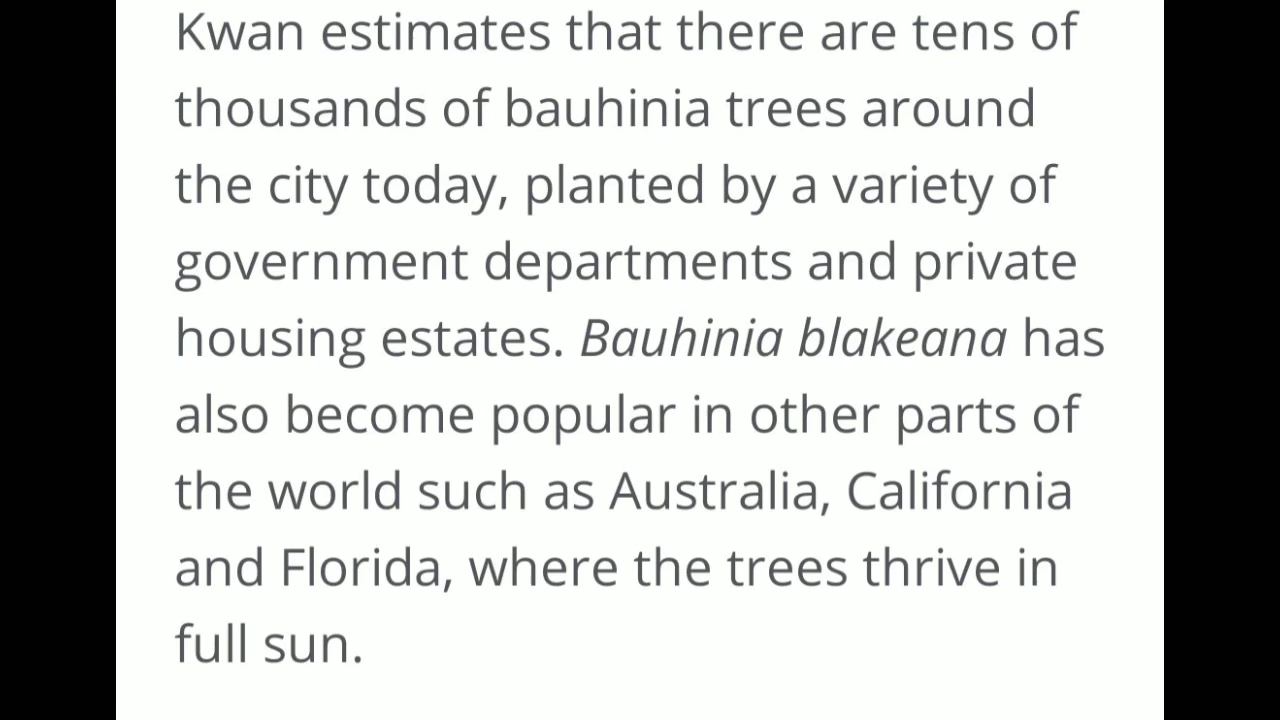 Kwan estimates that there are tens of
thousands of bauhinia trees around
the city today, planted by a variety of
government departments and private
housing estates. Bauhinia blakeana has
also become popular in other parts of
the world such as Australia, California
and Florida, where the trees thrive in
full sun.